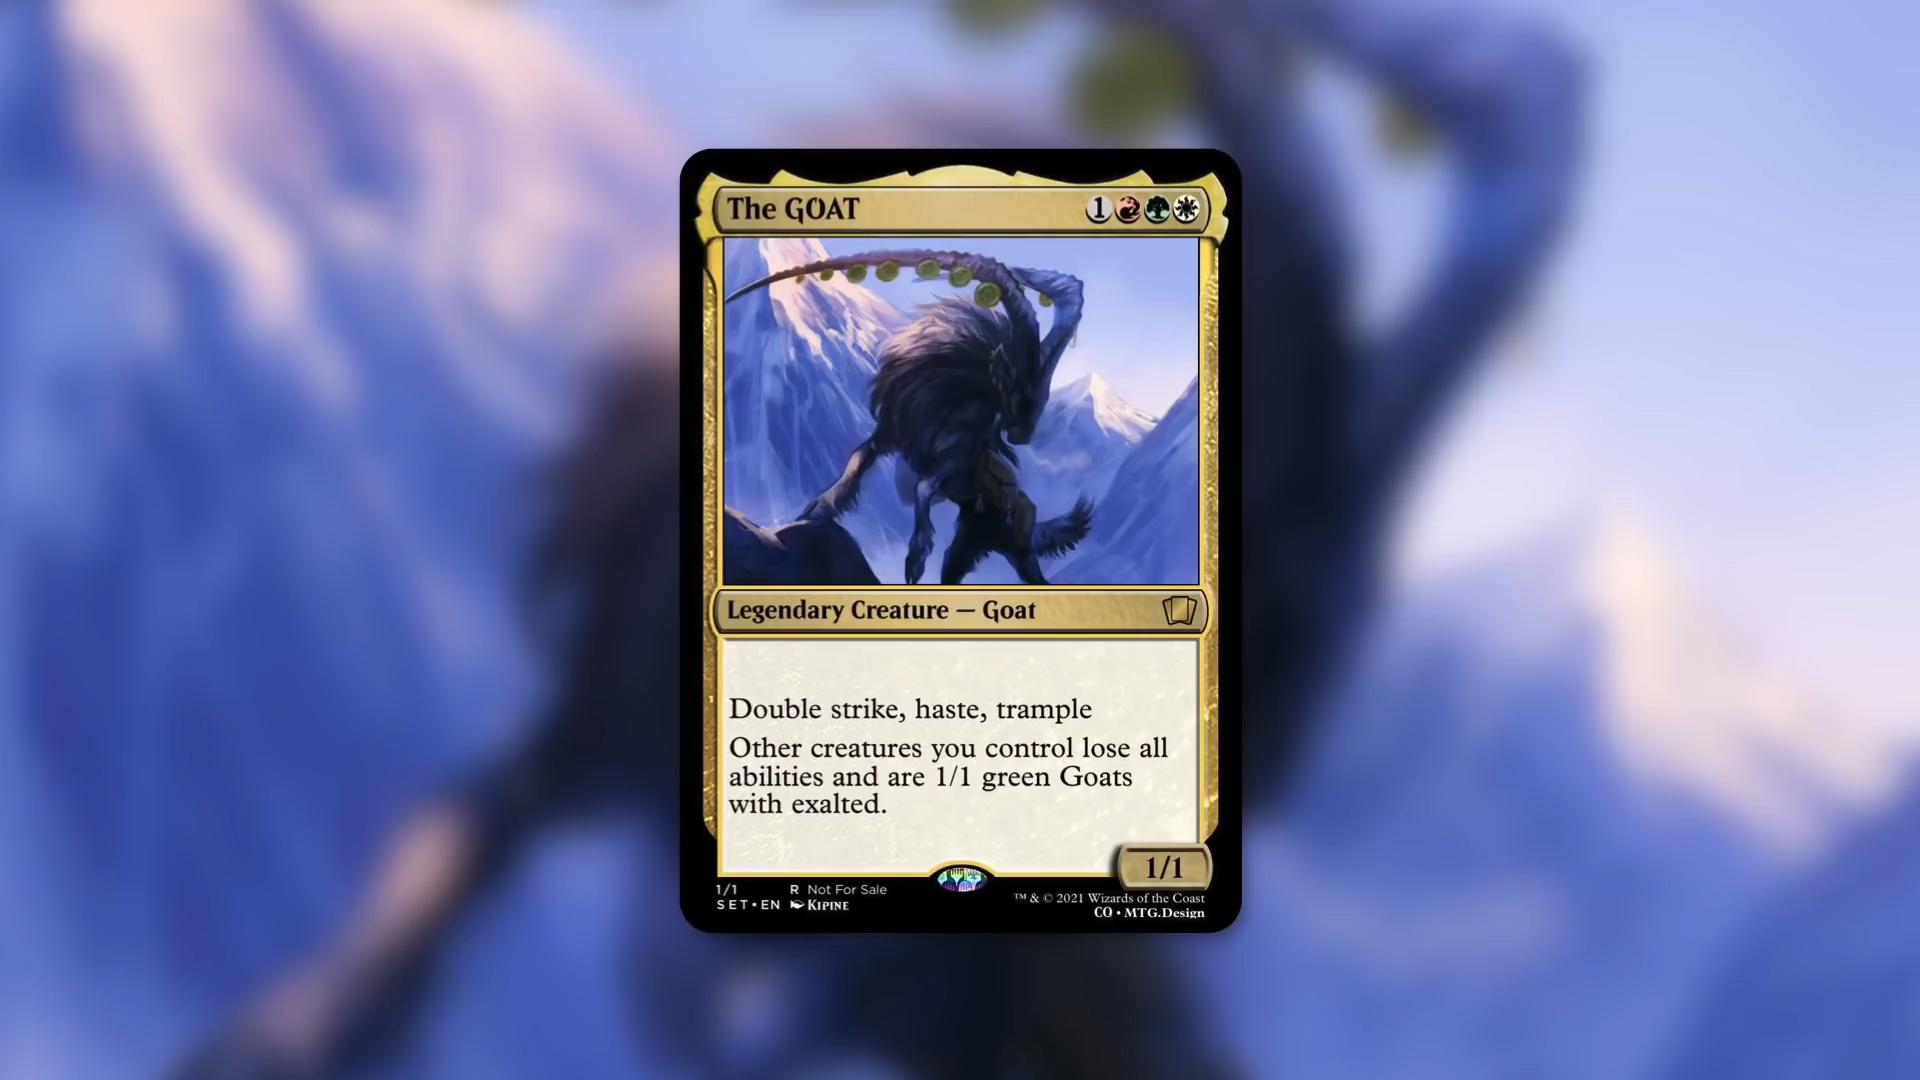 The GOAT 1
Legendary Creature — Goat
Double strike, haste, trample
Other creatures you control lose all
abilities and are 1/1 green Goats
with exalted.
1/1
1/1 R Not For Sale
SET • EN KIPINE
™ & © 2021 Wizards of the Coast
CO • MTG.Design